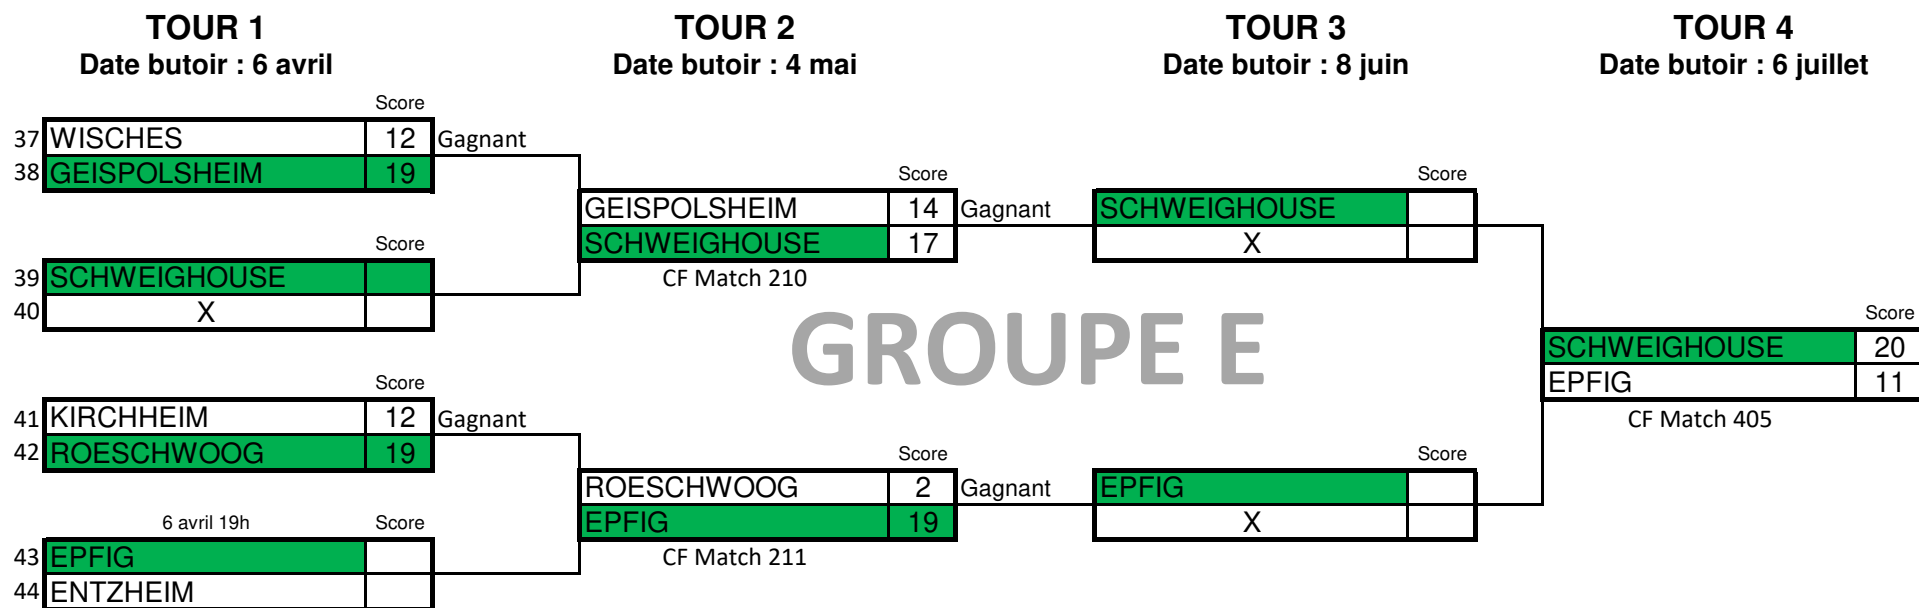 TOUR 1 TOUR 2 TOUR 3 TOUR 4
Date butoir : 6 avril Date butoir : 4 mai Date butoir : 8 juin Date butoir : 6 juillet
Score
37 WISCHES 12 Gagnant
38 GEISPOLSHEIM 19 Score Score
GEISPOLSHEIM 14 Gagnant SCHWEIGHOUSE
Score SCHWEIGHOUSE 17 X
39 SCHWEIGHOUSE CF Match 210
40 X Score
GROUPE E
SCHWEIGHOUSE 20
Score EPFIG 11
41 KIRCHHEIM 12 Gagnant CF Match 405
42 ROESCHWOOG 19 Score Score
ROESCHWOOG 2 Gagnant EPFIG
6 avril 19h Score EPFIG 19 X
43 EPFIG CF Match 211
44 ENTZHEIM